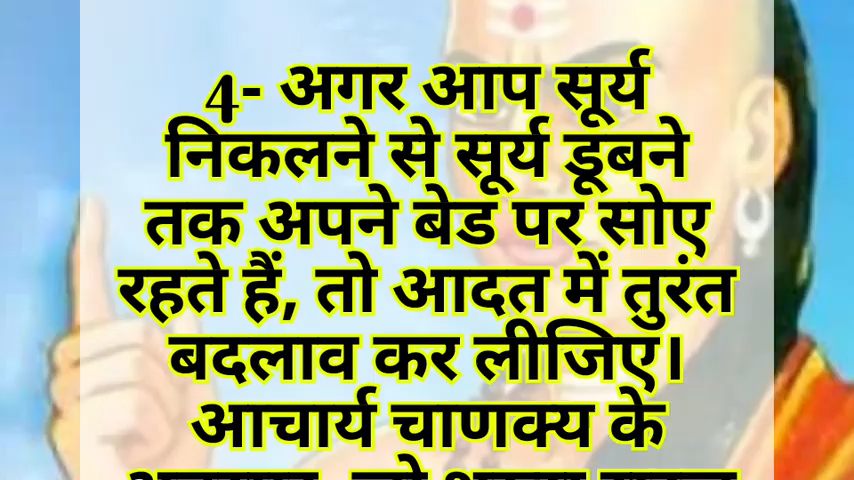 4- अगर आप सूर्य
निकलने से सूर्य डूबने
तक अपने बेड पर सोए
रहते हैं, तो आदत में तुरंत
बदलाव कर लीजिए।
आचार्य चाणक्य के